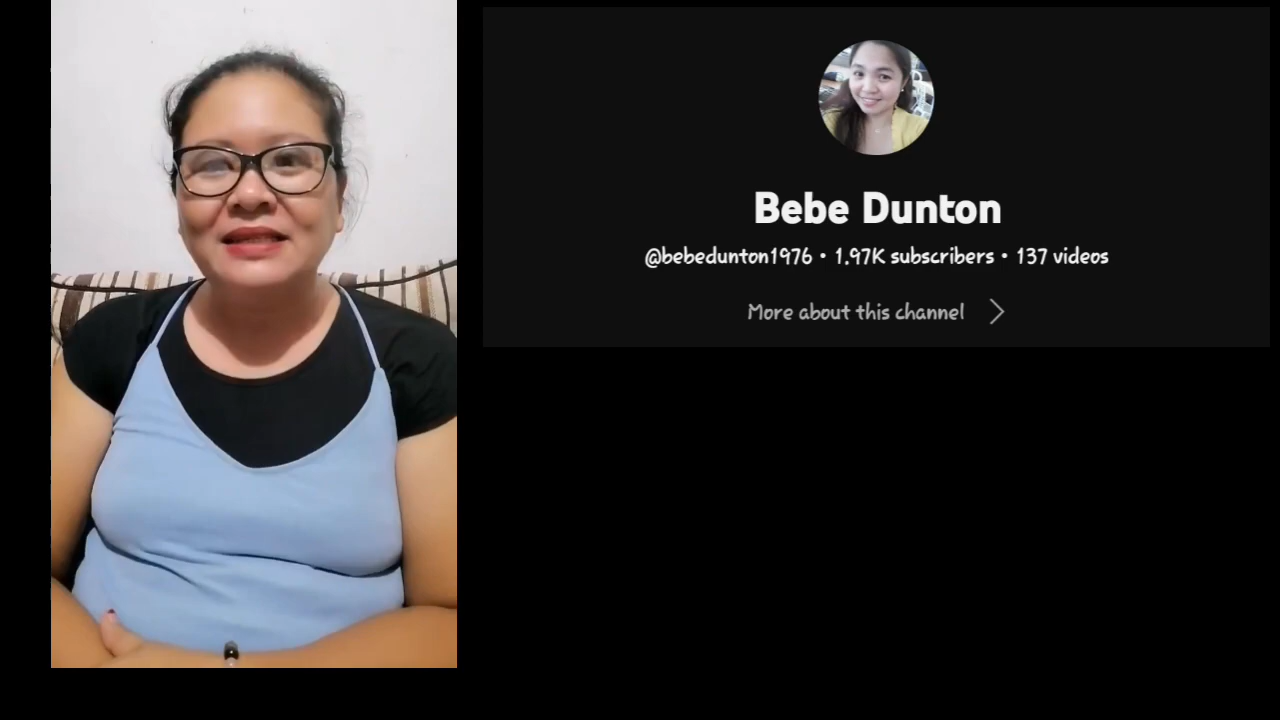 Bebe Dunton
@bebedunton1976 • 1.97K subscribers • 137 videos
More about this channel